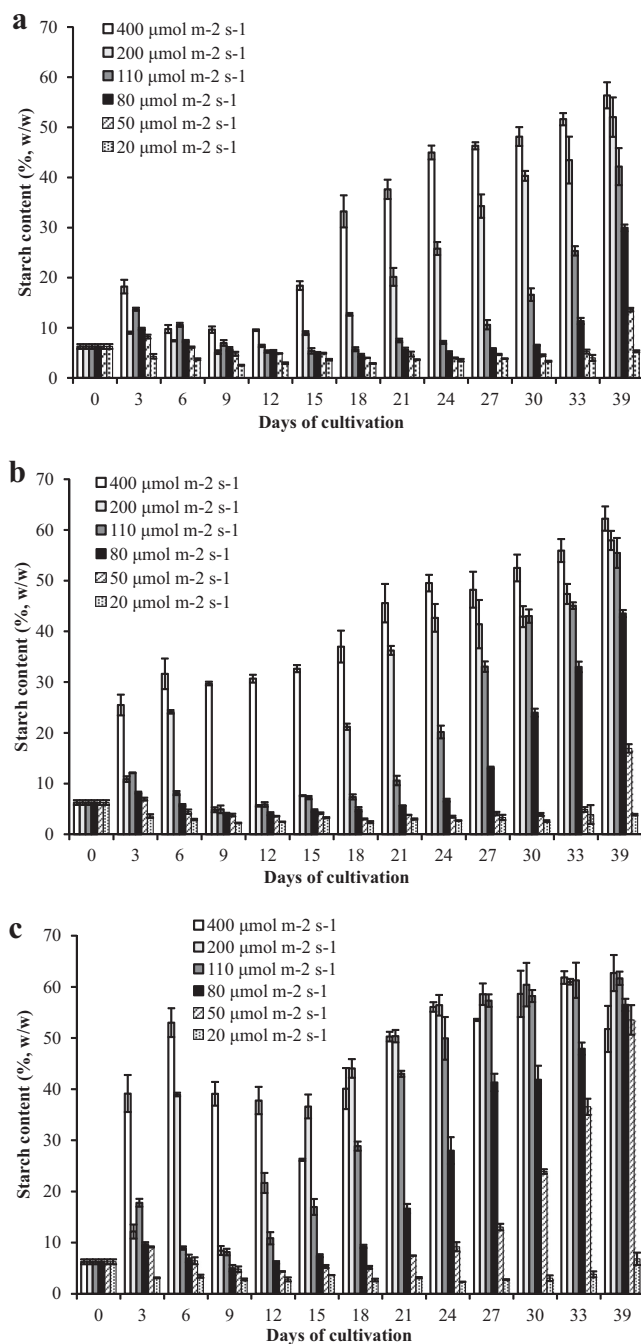 a
400 μmol m-2 s-1
200 μmol m-2 s-1
110 μmol m-2 s-1
80 μmol m-2 s-1
50 μmol m-2 s-1
20 μmol m-2 s-1
70
60
50
40
30
20
10
0
Starch content (%, w/w)
0 3 6 9 12 15 18 21 24 27 30 33 39
Days of cultivation
b
400 μmol m-2 s-1
200 μmol m-2 s-1
110 μmol m-2 s-1
80 μmol m-2 s-1
50 μmol m-2 s-1
20 μmol m-2 s-1
70
60
50
40
30
20
10
0
Starch content (%, w/w)
0 3 6 9 12 15 18 21 24 27 30 33 39
Days of cultivation
c
400 μmol m-2 s-1
200 μmol m-2 s-1
110 μmol m-2 s-1
80 μmol m-2 s-1
50 μmol m-2 s-1
20 μmol m-2 s-1
70
60
50
40
30
20
10
0
Starch content (%, w/w)
0 3 6 9 12 15 18 21 24 27 30 33 39
Days of cultivation